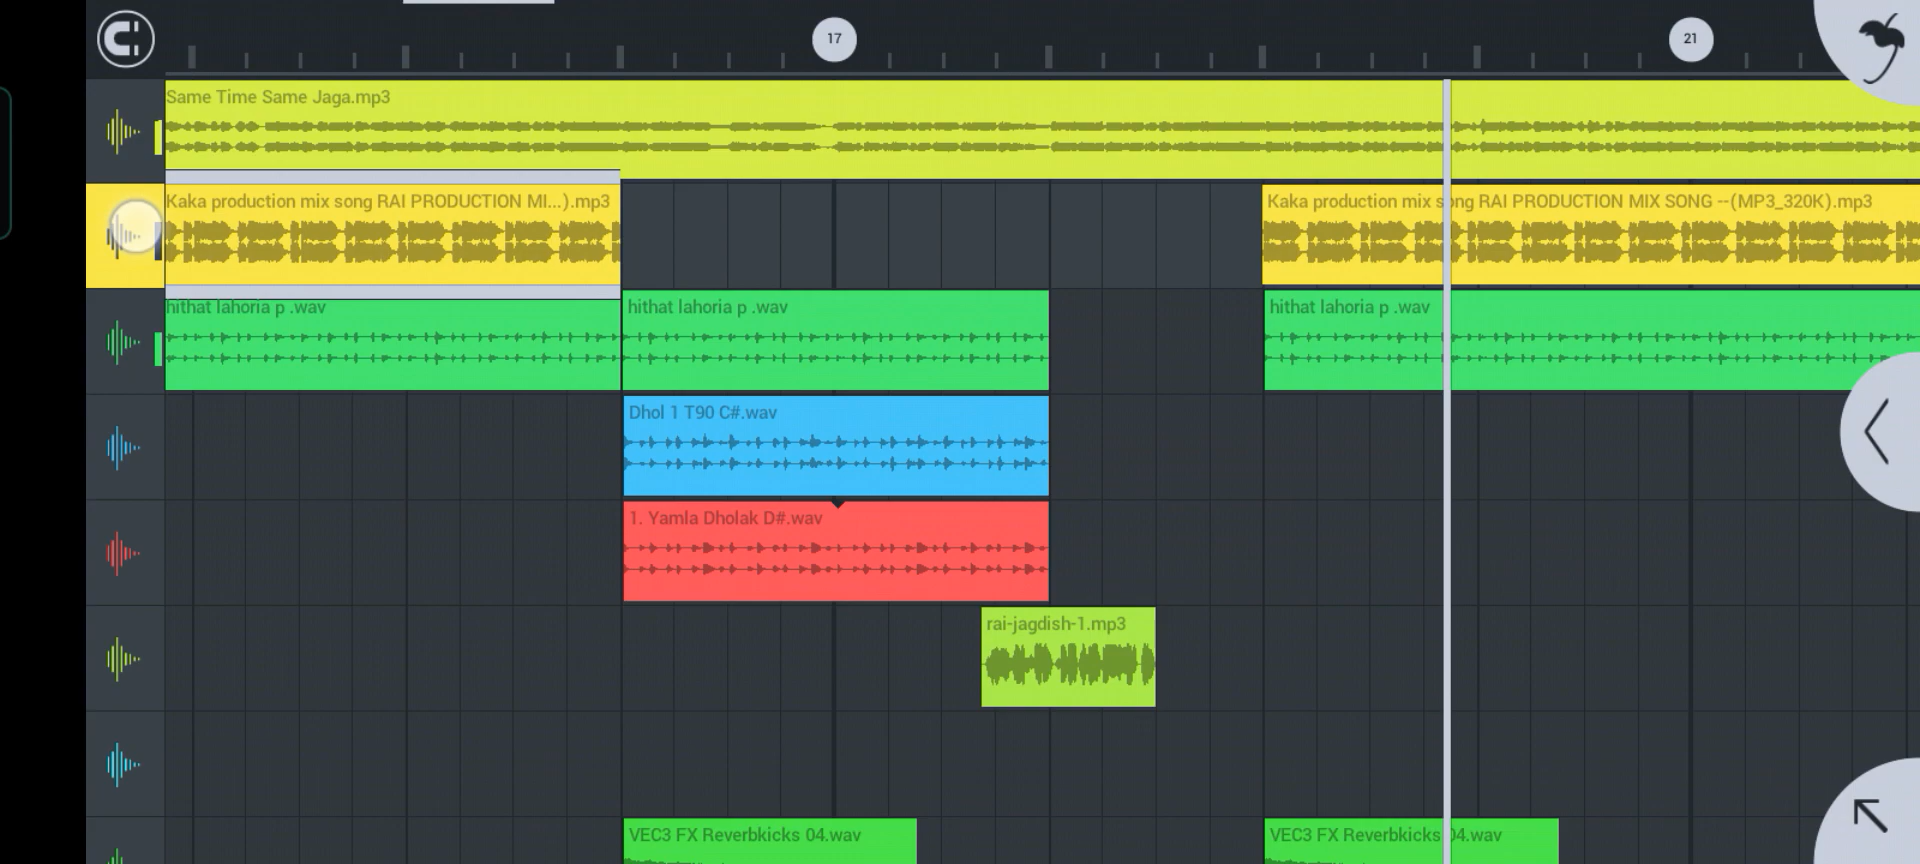 17
21
Same Time Same Jaga.mp3
Kaka production mix song RAI PRODUCTION MI...).mp3
Kaka production mix song RAI PRODUCTION MIX SONG --(MP3_320K).mp3
hithat lahoria p .wav
hithat lahoria p .wav
hithat lahoria p .wav
Dhol 1 T90 C#.wav
1. Yamla Dholak D#.wav
rai-jagdish-1.mp3
VEC3 FX Reverbkicks 04.wav
VEC3 FX Reverbkicks 04.wav